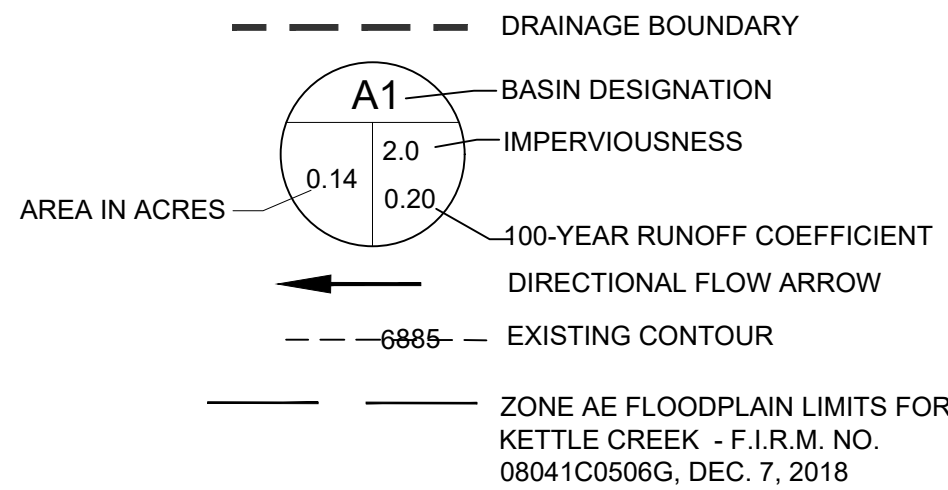 DRAINAGE BOUNDARY
A1
BASIN DESIGNATION
2.0
IMPERVIOUSNESS
0.14
0.20
AREA IN ACRES
100-YEAR RUNOFF COEFFICIENT
DIRECTIONAL FLOW ARROW
6885
EXISTING CONTOUR
ZONE AE FLOODPLAIN LIMITS FOR
KETTLE CREEK - F.I.R.M. NO.
08041C0506G, DEC. 7, 2018